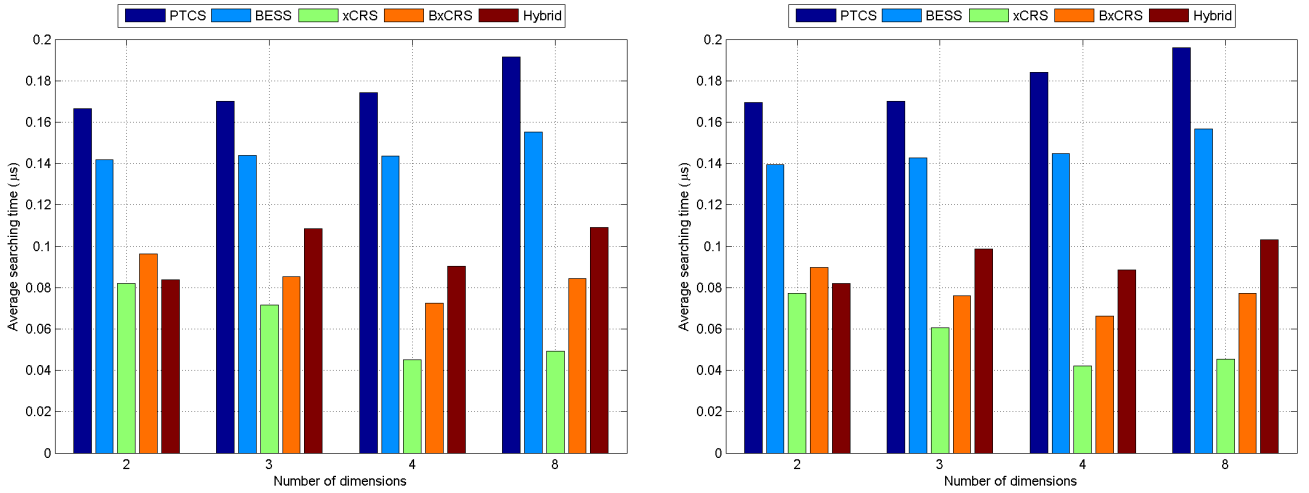 PTCS BESS xCRS BxCRS Hybrid
0.2
0.18
0.16
0.14
0.12
0.1
0.08
0.06
0.04
0.02
0
Average searching time (μs)
2 3 4 8
Number of dimensions
PTCS BESS xCRS BxCRS Hybrid
0.2
0.18
0.16
0.14
0.12
0.1
0.08
0.06
0.04
0.02
0
Average searching time (μs)
2 3 4 8
Number of dimensions